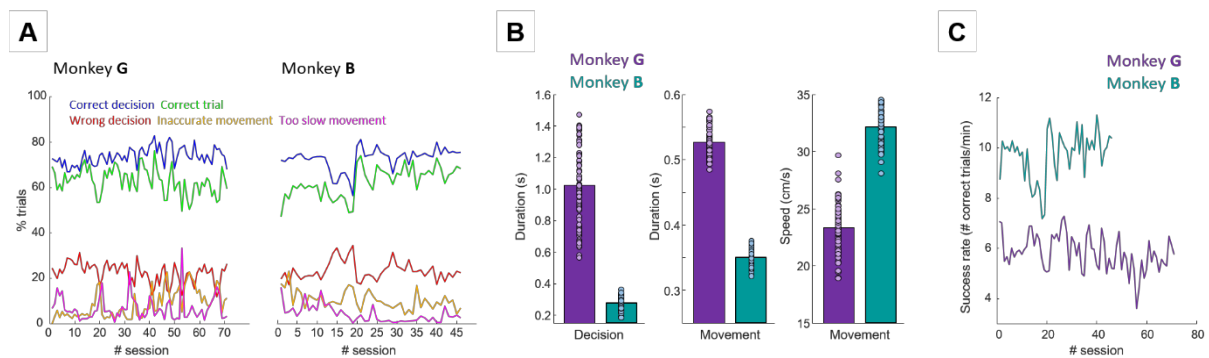 A
Monkey G
Monkey B
Correct decision Correct trial
Wrong decision Inaccurate movement Too slow movement
% trials
100
80
60
40
20
0
0 10 20 30 40 50 60 70
# session
0 5 10 15 20 25 30 35 40 45
# session
B
Monkey G
Monkey B
Duration (s)
1.6
1.4
1.2
1.0
0.8
0.6
0.4
0.2
Decision
Duration (s)
0.6
0.5
0.4
0.3
Movement
Speed (cm/s)
35
30
25
20
15
Movement
C
Monkey G
Monkey B
Success rate (# correct trials/min)
12
10
8
6
4
0 20 40 60 80
# session